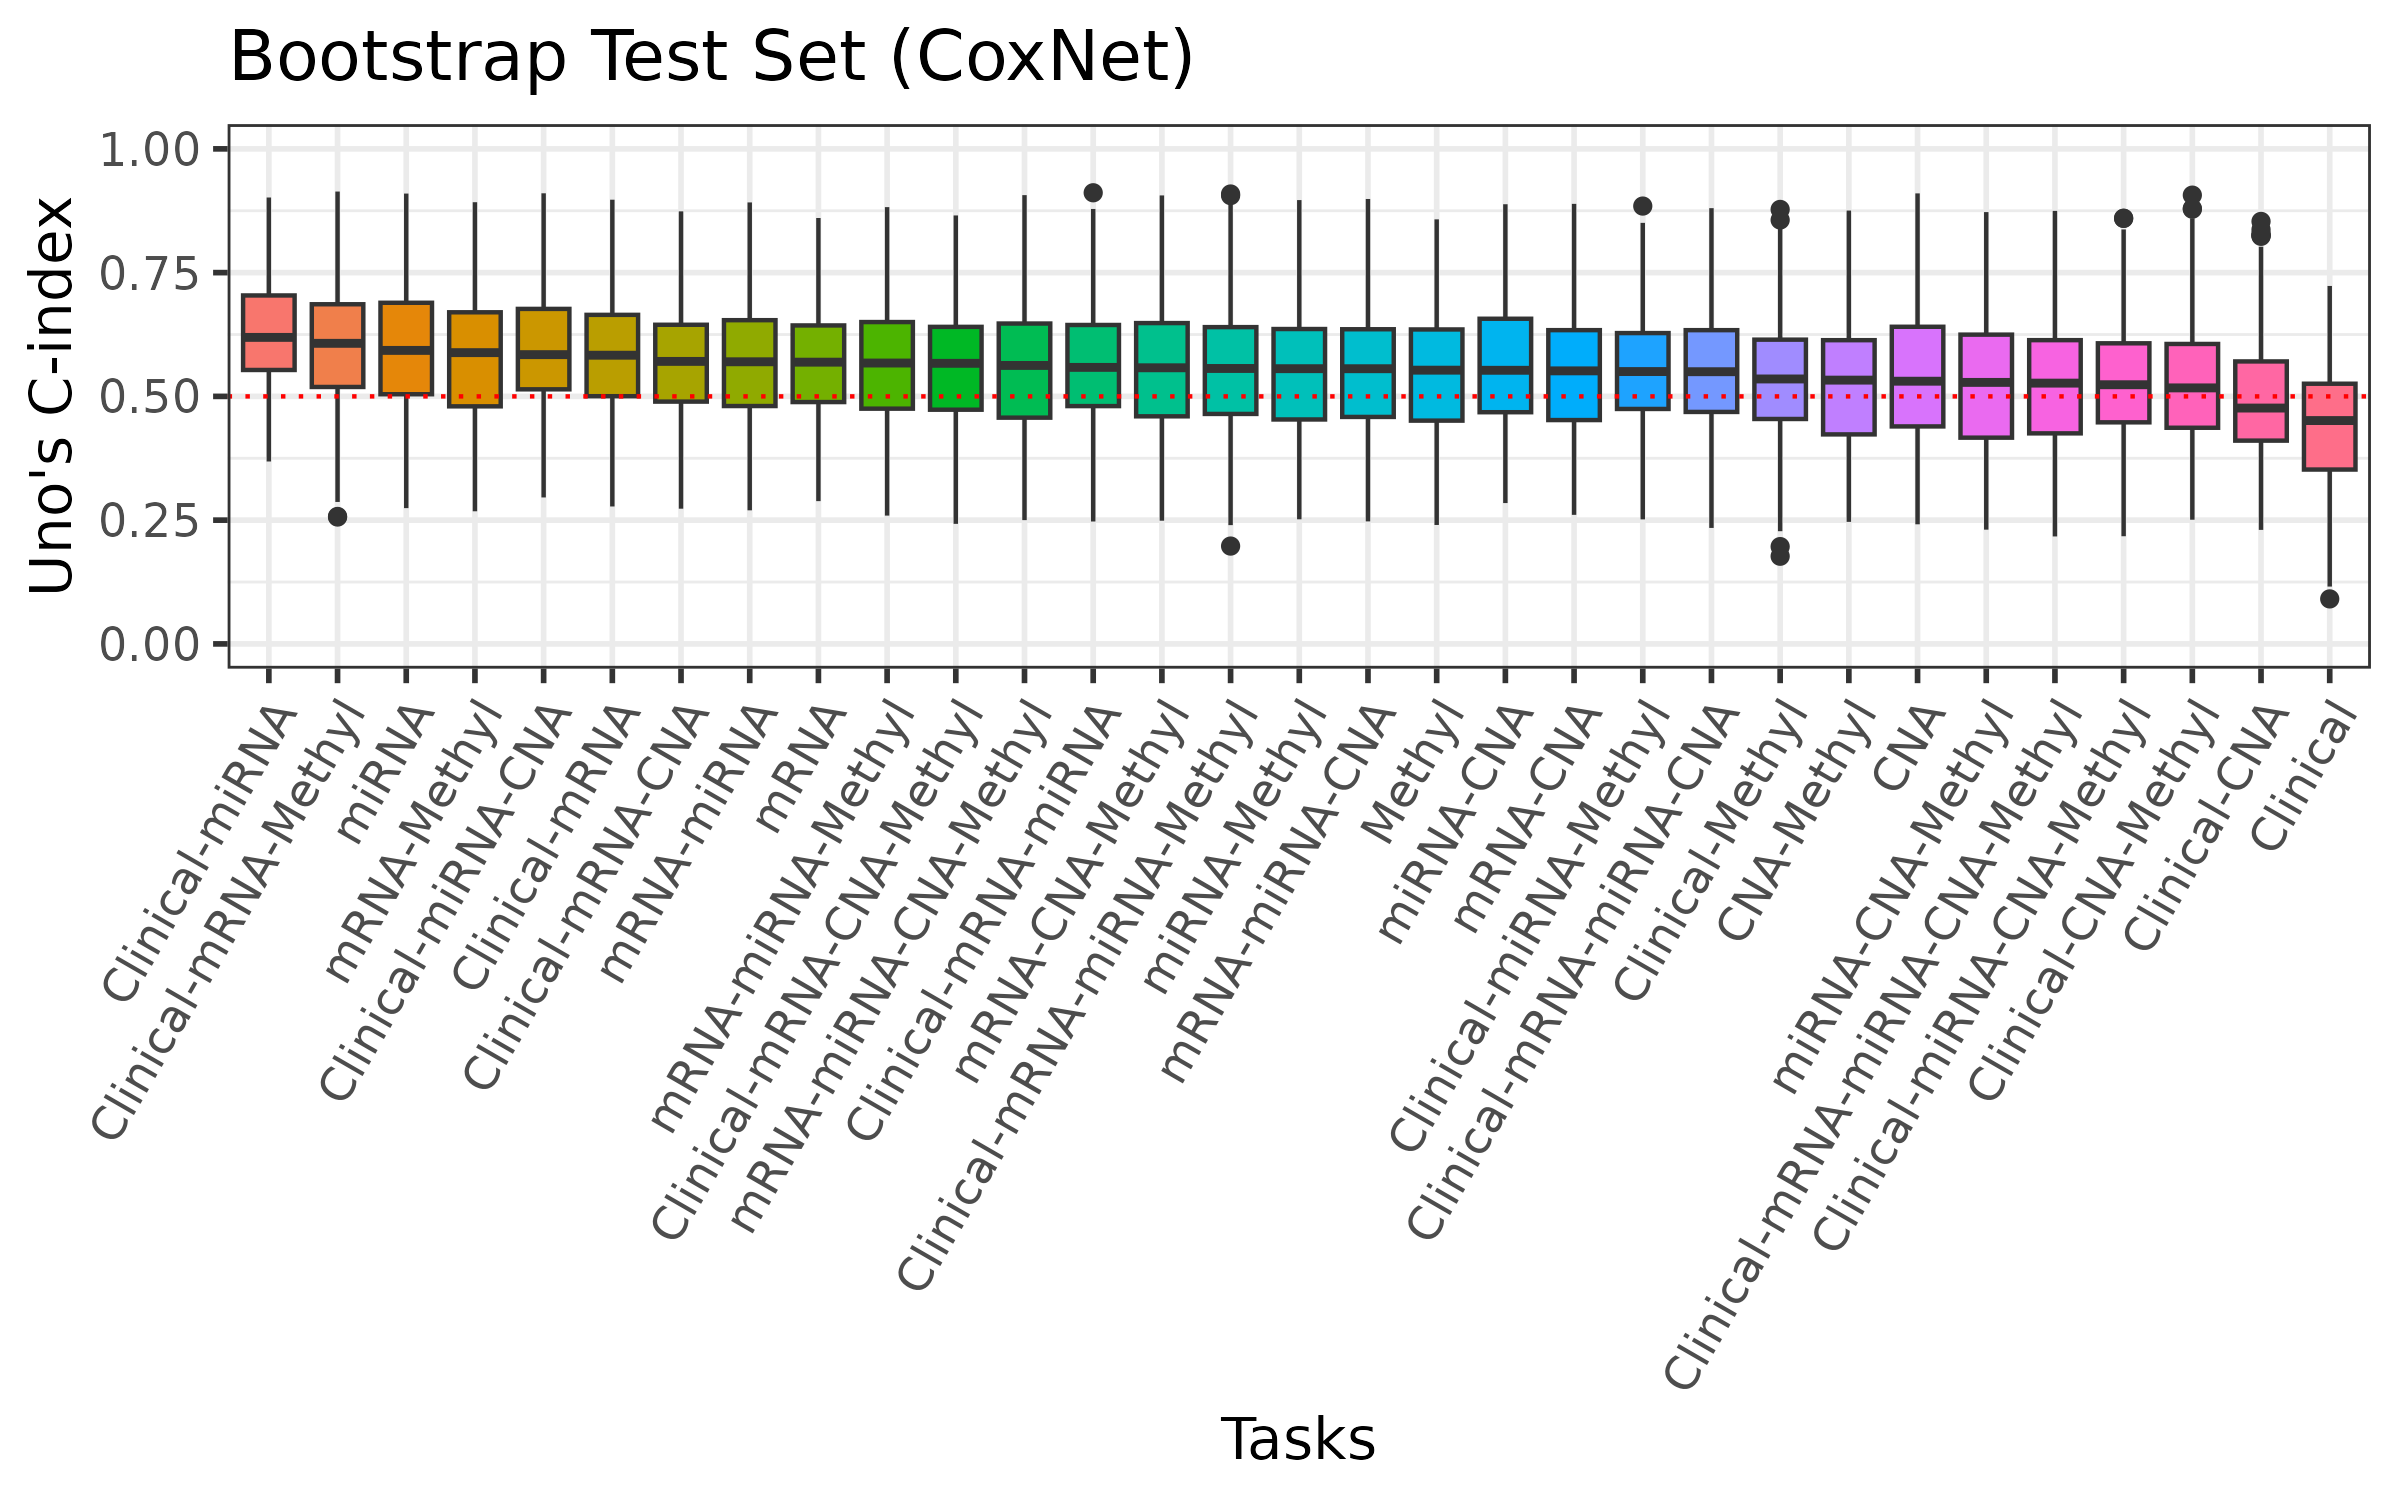 Bootstrap Test Set (CoxNet)
Uno's C-index
1.00
0.75
0.50
0.25
0.00
Clinical-miRNA
Clinical-mRNA-Methyl
miRNA
mRNA-Methyl
Clinical-miRNA-CNA
Clinical-mRNA
Clinical-mRNA-CNA
mRNA-miRNA
mRNA
mRNA-miRNA-Methyl
Clinical-mRNA-CNA-Methyl
mRNA-miRNA-CNA-Methyl
Clinical-mRNA-miRNA
mRNA-CNA-Methyl
Clinical-mRNA-miRNA-Methyl
miRNA-Methyl
mRNA-miRNA-CNA
Methyl
miRNA-CNA
mRNA-CNA
Clinical-miRNA-Methyl
Clinical-mRNA-miRNA-CNA
Clinical-Methyl
CNA-Methyl
CNA
miRNA-CNA-Methyl
Clinical-mRNA-miRNA-CNA-Methyl
Clinical-miRNA-CNA-Methyl
Clinical-CNA-Methyl
Clinical-CNA
Clinical
Tasks